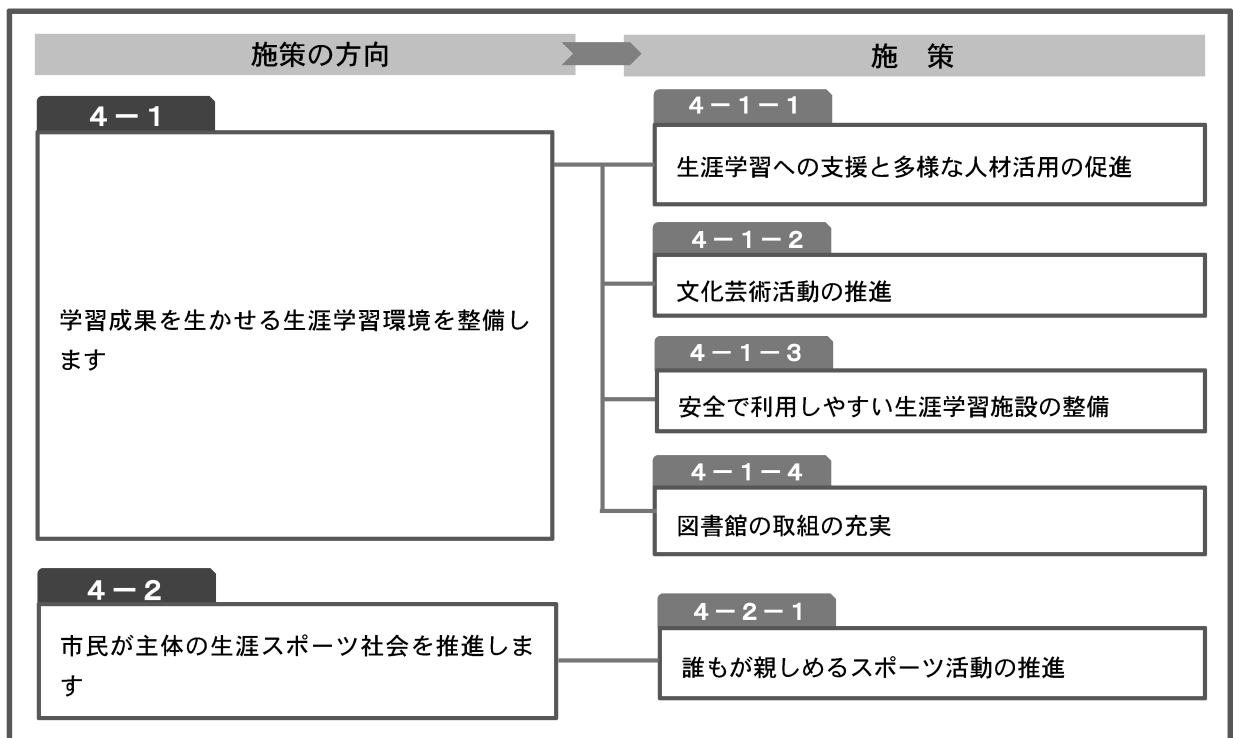 施策の方向
施　策
４－１
学習成果を生かせる生涯学習環境を整備し
ます
４－１－１
生涯学習への支援と多様な人材活用の促進
４－１－２
文化芸術活動の推進
４－１－３
安全で利用しやすい生涯学習施設の整備
４－１－４
図書館の取組の充実
４－２
市民が主体の生涯スポーツ社会を推進しま
す
４－２－１
誰もが親しめるスポーツ活動の推進